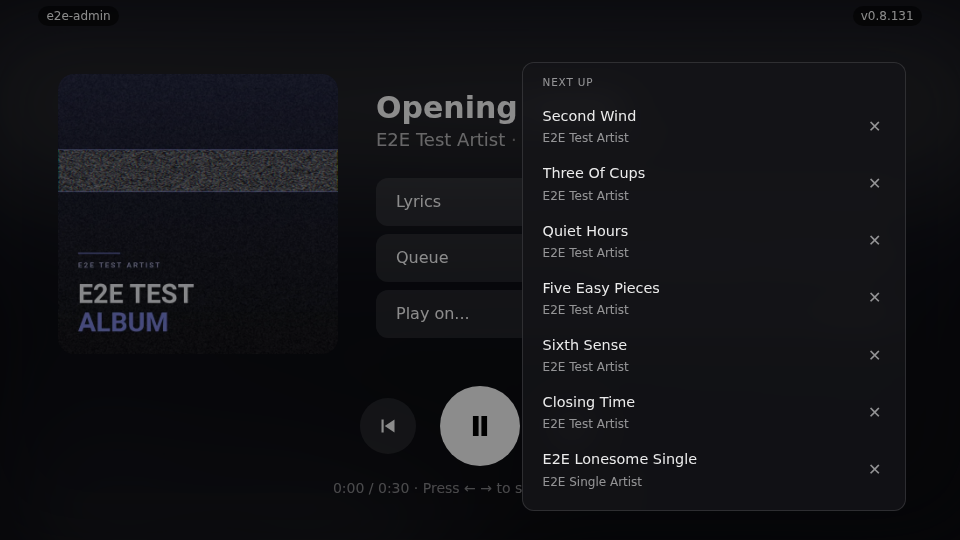 e2e-admin
v0.8.131
E2E TEST ARTIST
E2E TEST
ALBUM
Opening
E2E Test Artist ·
Lyrics
Queue
Play on...
0:00 / 0:30 · Press ← → to s
NEXT UP
Second Wind
E2E Test Artist
×
Three Of Cups
E2E Test Artist
×
Quiet Hours
E2E Test Artist
×
Five Easy Pieces
E2E Test Artist
×
Sixth Sense
E2E Test Artist
×
Closing Time
E2E Test Artist
×
E2E Lonesome Single
E2E Single Artist
×